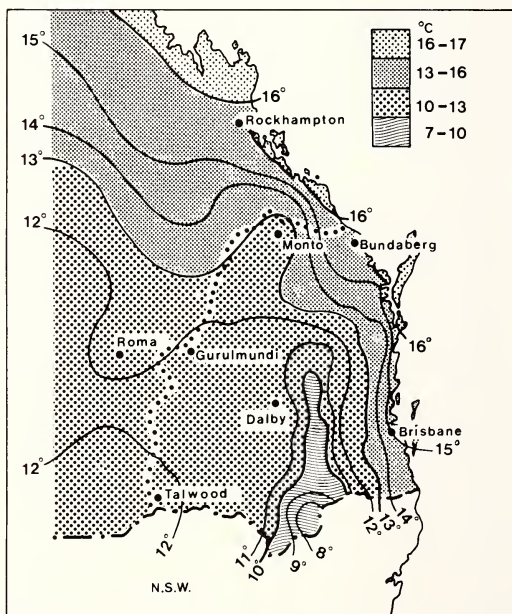 °C
16-17
13-16
10-13
7-10
15°
16°
Rockhampton
14°
13°
12°
16°
Monto
Bundaberg
16°
Roma
Gurulmundi
Dalby
Brisbane
15°
12°
Talwood
12°
11°
10°
9°
8°
12°
13°
14°
N.S.W.